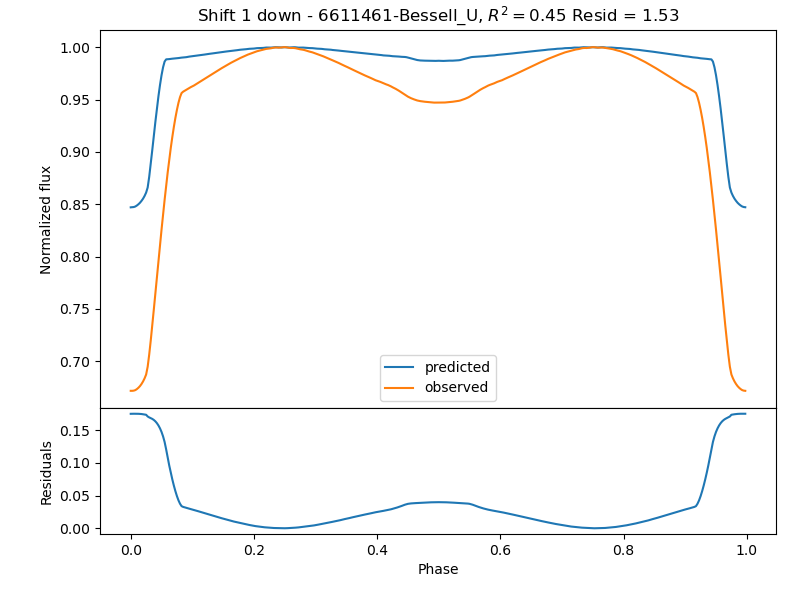 Shift 1 down - 6611461-Bessell_U, R² = 0.45 Resid = 1.53
Normalized flux
1.00
0.95
0.90
0.85
0.80
0.75
0.70
predicted
observed
Residuals
0.15
0.10
0.05
0.00
0.0 0.2 0.4 0.6 0.8 1.0
Phase